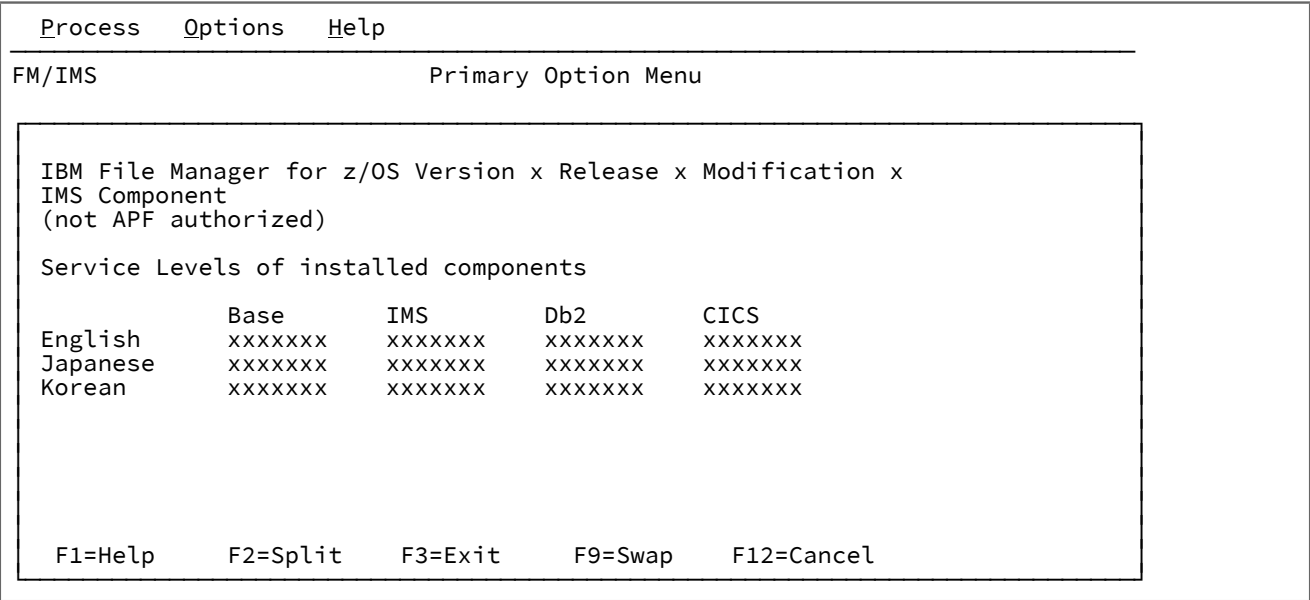 Process Options Help
FM/IMS Primary Option Menu
IBM File Manager for z/OS Version x Release x Modification x
IMS Component
(not APF authorized)
Service Levels of installed components
Base IMS Db2 CICS
English xxxxxxx xxxxxxx xxxxxxx xxxxxxx
Japanese xxxxxxx xxxxxxx xxxxxxx xxxxxxx
Korean xxxxxxx xxxxxxx xxxxxxx xxxxxxx
F1=Help F2=Split F3=Exit F9=Swap F12=Cancel